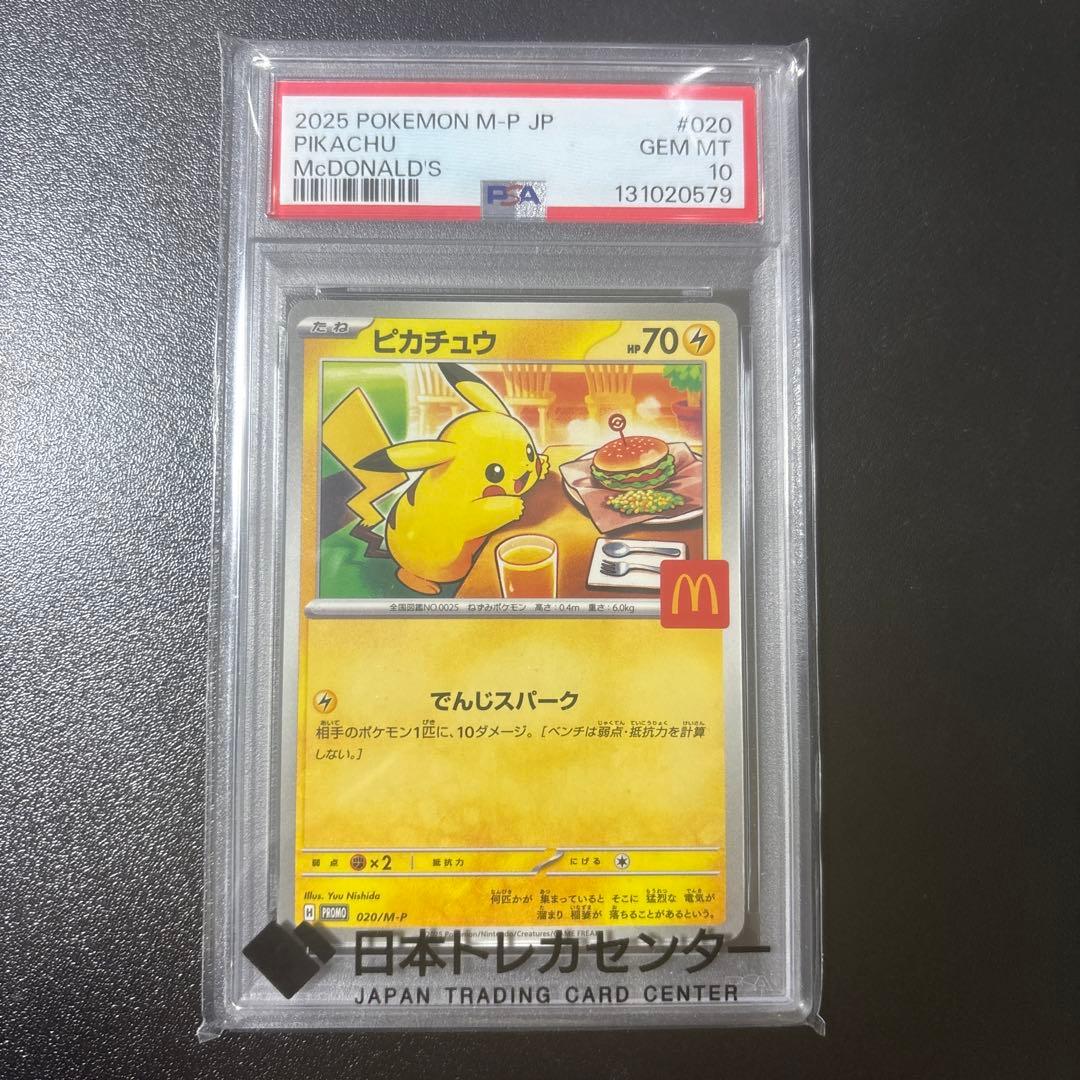 2025 POKEMON M-P JP #020
PIKACHU GEM MT
McDONALD'S 10
PSA 131020579
たね ピカチュウ HP70
全国図鑑NO.0025 ねずみポケモン 高さ:0.4m 重さ:6.0kg
でんじスパーク
相手のポケモン1匹に、10ダメージ。[ベンチは弱点・抵抗力を計算
しない。]
弱点 ×2 抵抗力 にげる
Illus. Yuu Nishida
何匹かが 集まっていると そこに 猛烈な 電気が
溜まり 稲妻が 落ちることがあるという。
H PROMO 020/M-P
©2025 Pokémon/Nintendo/Creatures/GAME FREAK
日本トレカセンター
JAPAN TRADING CARD CENTER